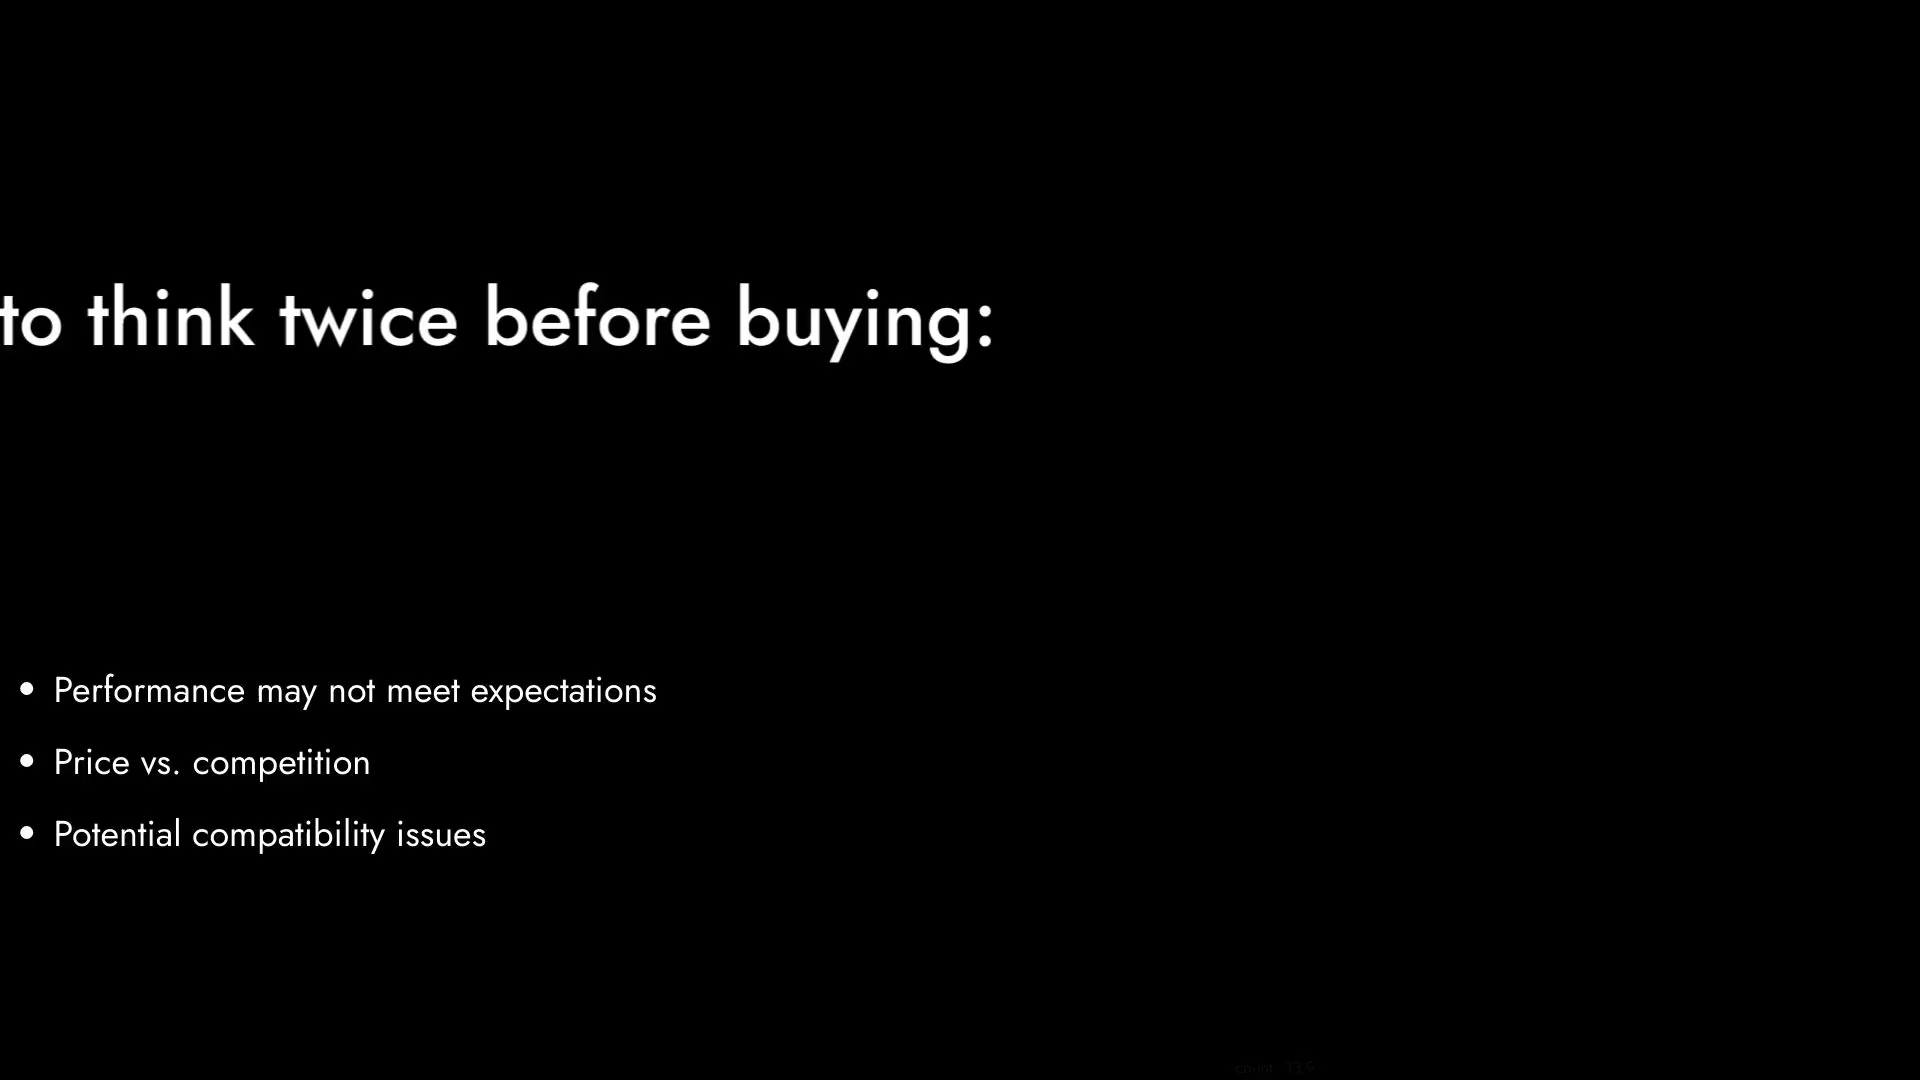 to think twice before buying:
• Performance may not meet expectations
• Price vs. competition
• Potential compatibility issues